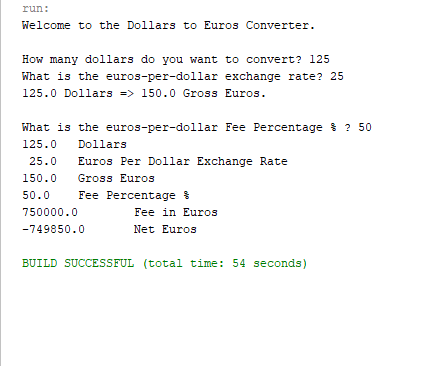 run:
Welcome to the Dollars to Euros Converter.
How many dollars do you want to convert? 125
What is the euros-per-dollar exchange rate? 25
125.0 Dollars => 150.0 Gross Euros.
What is the euros-per-dollar Fee Percentage % ? 50
125.0   Dollars
25.0   Euros Per Dollar Exchange Rate
150.0   Gross Euros
50.0    Fee Percentage %
750000.0        Fee in Euros
-749850.0       Net Euros
BUILD SUCCESSFUL (total time: 54 seconds)